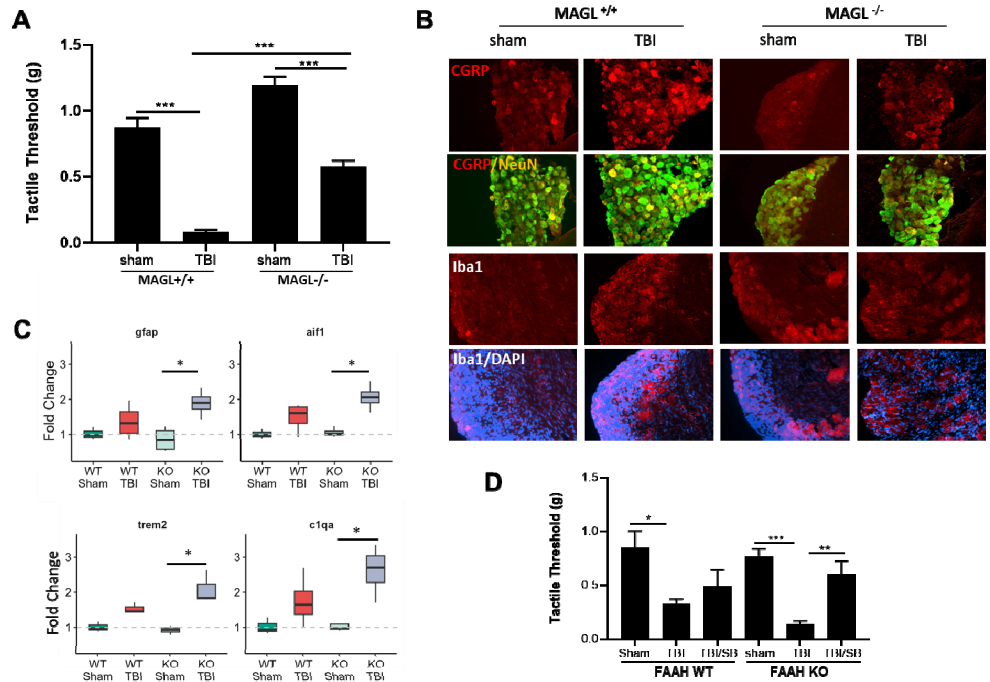 A
Tactile Threshold (g)
1.5
1.0
0.5
0.0
***
***
***
sham
TBI
sham
TBI
MAGL+/+
MAGL-/-
B
MAGL +/+
MAGL -/-
sham
TBI
sham
TBI
CGRP
CGRP/NeuN
Iba1
Iba1/DAPI
C
gfap
aif1
Fold Change
3
2
1
*
*
WT Sham
WT TBI
KO Sham
KO TBI
WT Sham
WT TBI
KO Sham
KO TBI
trem2
c1qa
Fold Change
3
2
1
*
*
WT Sham
WT TBI
KO Sham
KO TBI
WT Sham
WT TBI
KO Sham
KO TBI
D
Tactile Threshold (g)
1.5
1.0
0.5
0.0
*
***
**
Sham
TBI
TBI/SB
sham
TBI
TBI/SB
FAAH WT
FAAH KO